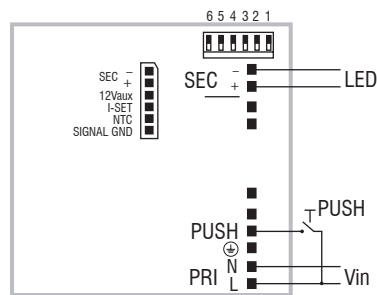 6 5 4 3 2 1
SEC –
+
12Vaux
I-SET
NTC
SIGNAL GND
SEC –
+
LED
PUSH
PUSH
PRI N
L
Vin